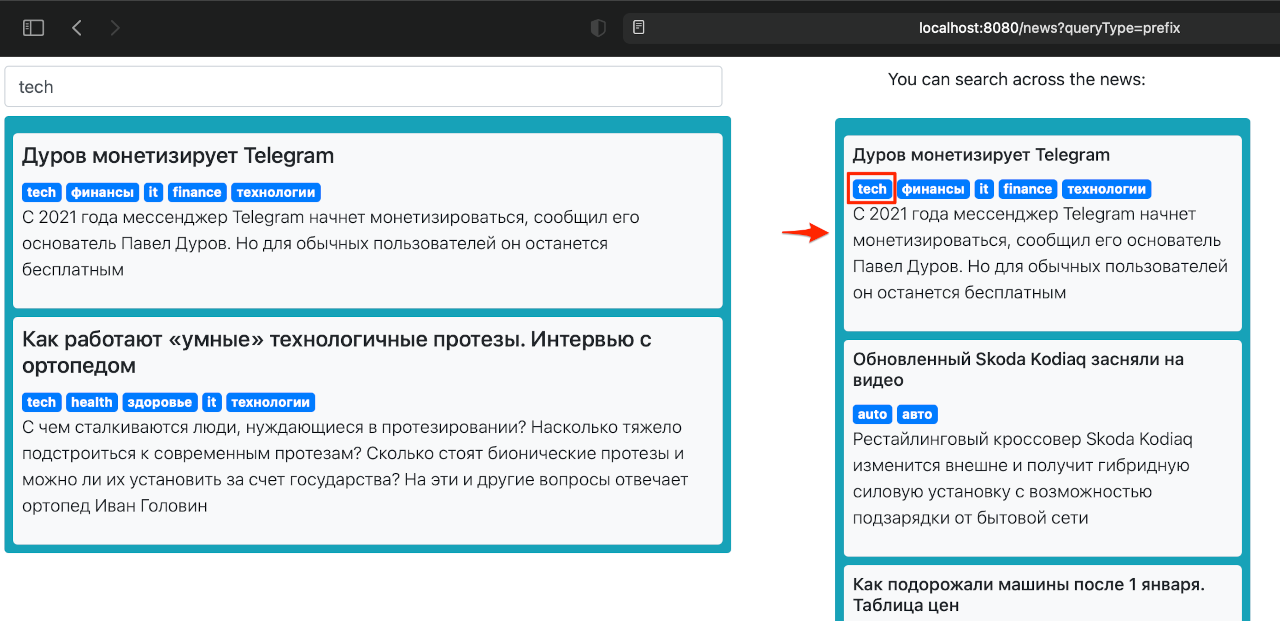 localhost:8080/news?queryType=prefix
tech
Дуров монетизирует Telegram
tech финансы it finance технологии
С 2021 года мессенджер Telegram начнет монетизироваться, сообщил его
основатель Павел Дуров. Но для обычных пользователей он останется
бесплатным
Как работают «умные» технологичные протезы. Интервью с
ортопедом
tech health здоровье it технологии
С чем сталкиваются люди, нуждающиеся в протезировании? Насколько тяжело
подстроиться к современным протезам? Сколько стоят бионические протезы и
можно ли их установить за счет государства? На эти и другие вопросы отвечает
ортопед Иван Головин
You can search across the news:
Дуров монетизирует Telegram
tech финансы it finance технологии
С 2021 года мессенджер Telegram начнет
монетизироваться, сообщил его основатель
Павел Дуров. Но для обычных пользователей
он останется бесплатным
Обновленный Skoda Kodiaq засняли на
видео
auto авто
Рестайлинговый кроссовер Skoda Kodiaq
изменится внешне и получит гибридную
силовую установку с возможностью
подзарядки от бытовой сети
Как подорожали машины после 1 января.
Таблица цен